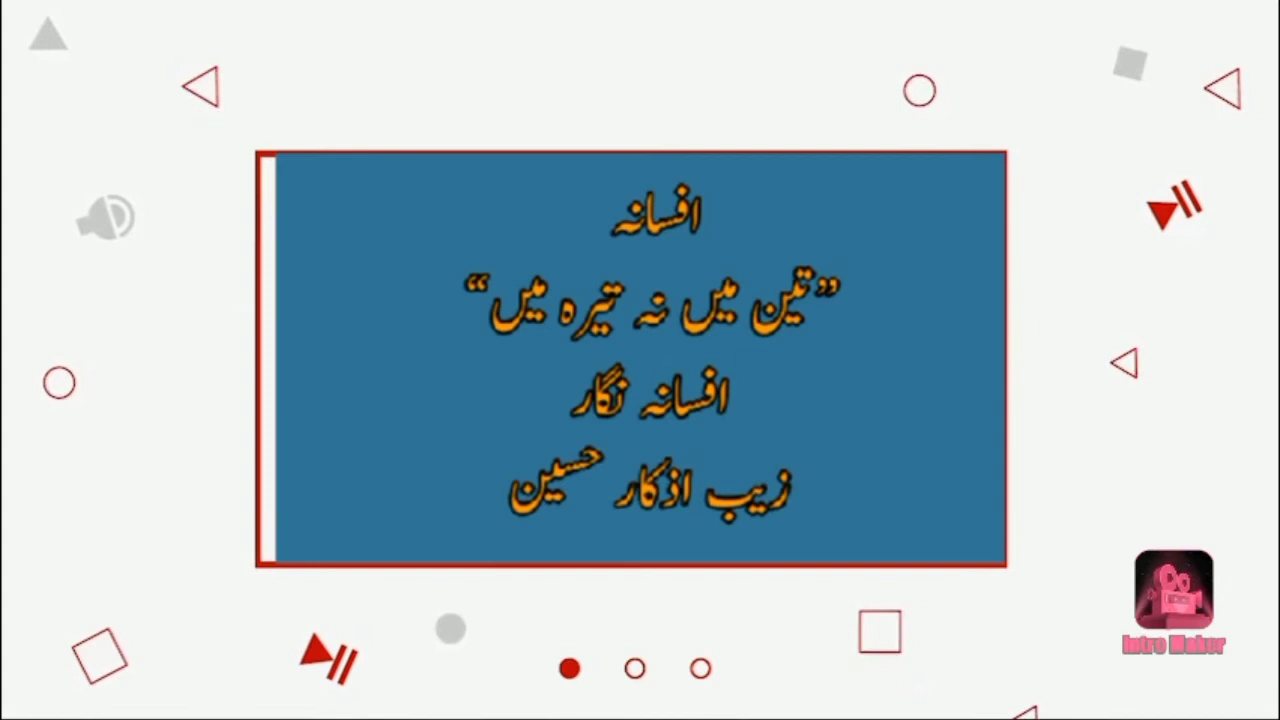 افسانہ
”تین میں نہ تیرہ میں“
افسانہ نگار
زیب اذکار حسین
Intro Maker